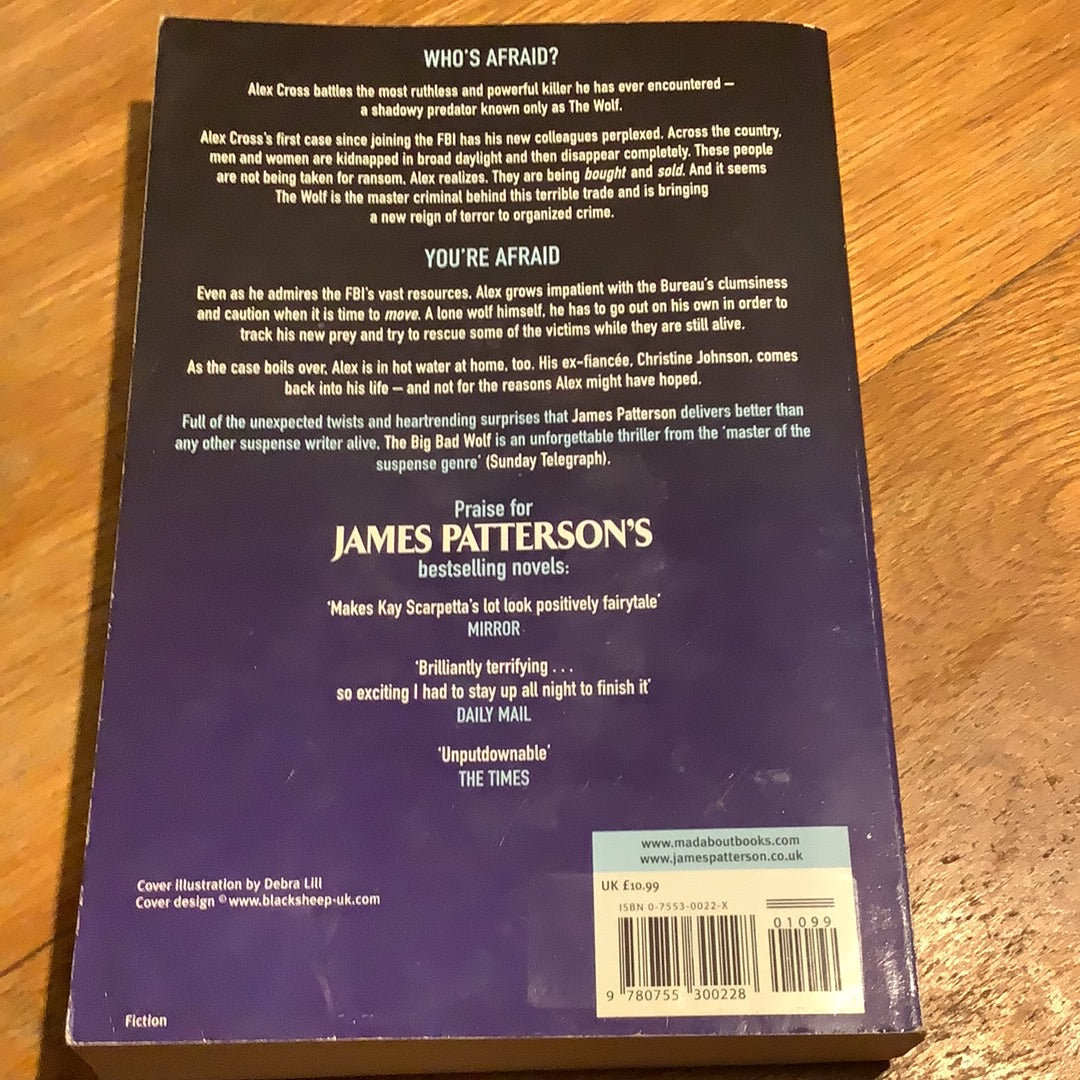 WHO'S AFRAID?
Alex Cross battles the most ruthless and powerful killer he has ever encountered –
a shadowy predator known only as The Wolf.
Alex Cross's first case since joining the FBI has his new colleagues perplexed. Across the country,
men and women are kidnapped in broad daylight and then disappear completely. These people
are not being taken for ransom, Alex realizes. They are being bought and sold. And it seems
The Wolf is the master criminal behind this terrible trade and is bringing
a new reign of terror to organized crime.
YOU'RE AFRAID
Even as he admires the FBI's vast resources, Alex grows impatient with the Bureau's clumsiness
and caution when it is time to move. A lone wolf himself, he has to go out on his own in order to
track his new prey and try to rescue some of the victims while they are still alive.
As the case boils over, Alex is in hot water at home, too. His ex-fiancée, Christine Johnson, comes
back into his life – and not for the reasons Alex might have hoped.
Full of the unexpected twists and heartrending surprises that James Patterson delivers better than
any other suspense writer alive, The Big Bad Wolf is an unforgettable thriller from the 'master of the
suspense genre' (Sunday Telegraph).
Praise for
JAMES PATTERSON'S
bestselling novels:
'Makes Kay Scarpetta's lot look positively fairytale'
MIRROR
'Brilliantly terrifying . . .
so exciting I had to stay up all night to finish it'
DAILY MAIL
'Unputdownable'
THE TIMES
www.madaboutbooks.com
www.jamespatterson.co.uk
UK £10.99
ISBN 0-7553-0022-X
01099
9 780755 300228
Cover illustration by Debra Lill
Cover design © www.blacksheep-uk.com
Fiction